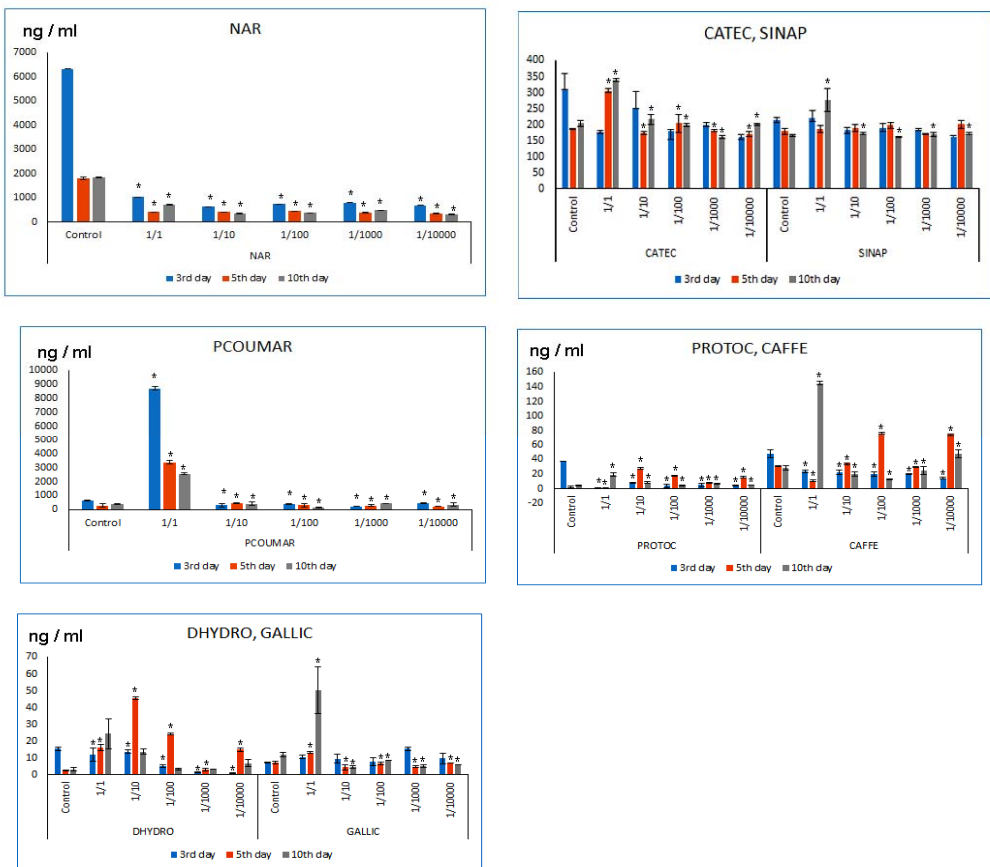 ng / ml
NAR
7000
6000
5000
4000
3000
2000
1000
0
* * * * * * * * * * * * * * *
Control 1/1 1/10 1/100 1/1000 1/10000
NAR
3rd day 5th day 10th day
ng / ml
CATEC, SINAP
400
350
300
250
200
150
100
50
0
* * * * * * * * * * * * * * *
Control 1/1 1/10 1/100 1/1000 1/10000 Control 1/1 1/10 1/100 1/1000 1/10000
CATEC SINAP
3rd day 5th day 10th day
ng / ml
PCOUMAR
10000
9000
8000
7000
6000
5000
4000
3000
2000
1000
0
* * * * * * * * * * * * * * *
Control 1/1 1/10 1/100 1/1000 1/10000
PCOUMAR
3rd day 5th day 10th day
ng / ml
PROTOC, CAFFE
160
140
120
100
80
60
40
20
0
-20
* * * * * * * * * * * * * * * * * * * * * * * * * * * * * *
Control 1/1 1/10 1/100 1/1000 1/10000 Control 1/1 1/10 1/100 1/1000 1/10000
PROTOC CAFFE
3rd day 5th day 10th day
ng / ml
DHYDRO, GALLIC
70
60
50
40
30
20
10
0
* * * * * * * * * * * * * * * * * * * *
Control 1/1 1/10 1/100 1/1000 1/10000 Control 1/1 1/10 1/100 1/1000 1/10000
DHYDRO GALLIC
3rd day 5th day 10th day